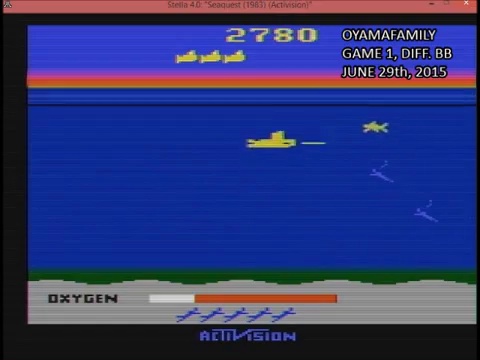 Stella 4.0: "Seaquest (1983) (Activision)"
2780
OYAMAFAMILY
GAME 1, DIFF. BB
JUNE 29th, 2015
OXYGEN
ACTIVISION